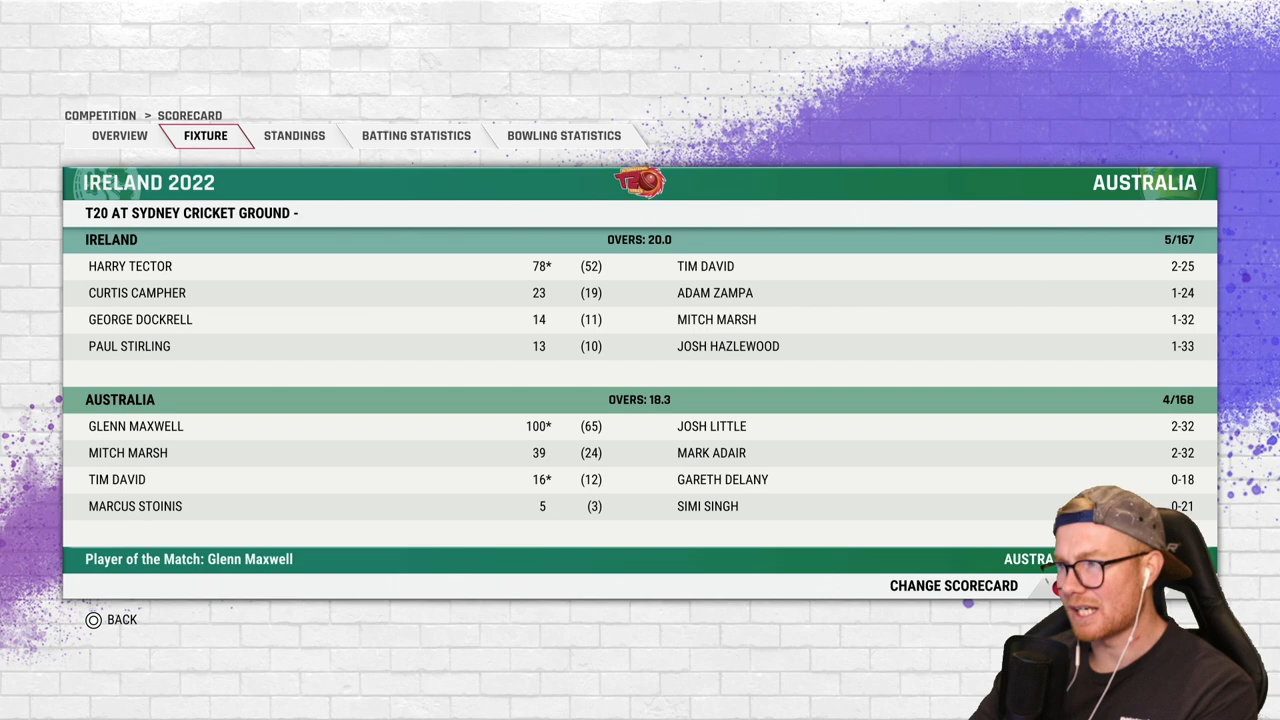 COMPETITION > SCORECARD
OVERVIEW FIXTURE STANDINGS BATTING STATISTICS BOWLING STATISTICS
IRELAND 2022 T20 AUSTRALIA
T20 AT SYDNEY CRICKET GROUND -
IRELAND OVERS: 20.0 5/167
HARRY TECTOR 78* (52) TIM DAVID 2-25
CURTIS CAMPHER 23 (19) ADAM ZAMPA 1-24
GEORGE DOCKRELL 14 (11) MITCH MARSH 1-32
PAUL STIRLING 13 (10) JOSH HAZLEWOOD 1-33
AUSTRALIA OVERS: 18.3 4/168
GLENN MAXWELL 100* (65) JOSH LITTLE 2-32
MITCH MARSH 39 (24) MARK ADAIR 2-32
TIM DAVID 16* (12) GARETH DELANY 0-18
MARCUS STOINIS 5 (3) SIMI SINGH 0-21
Player of the Match: Glenn Maxwell AUSTRA
CHANGE SCORECARD
BACK